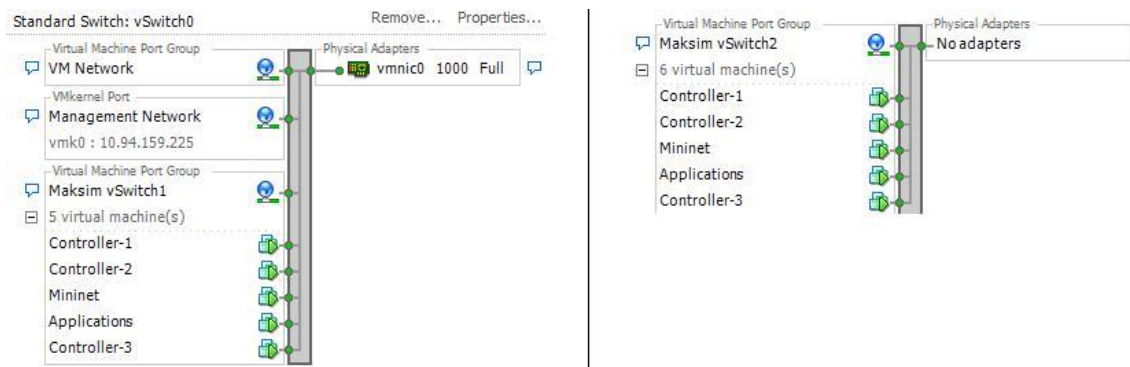 Standard Switch: vSwitch0 Remove... Properties...
Virtual Machine Port Group Physical Adapters
VM Network vmnic0 1000 Full
VMkernel Port
Management Network
vmk0 : 10.94.159.225
Virtual Machine Port Group
Maksim vSwitch1
5 virtual machine(s)
Controller-1
Controller-2
Mininet
Applications
Controller-3
Virtual Machine Port Group Physical Adapters
Maksim vSwitch2 No adapters
6 virtual machine(s)
Controller-1
Controller-2
Mininet
Applications
Controller-3